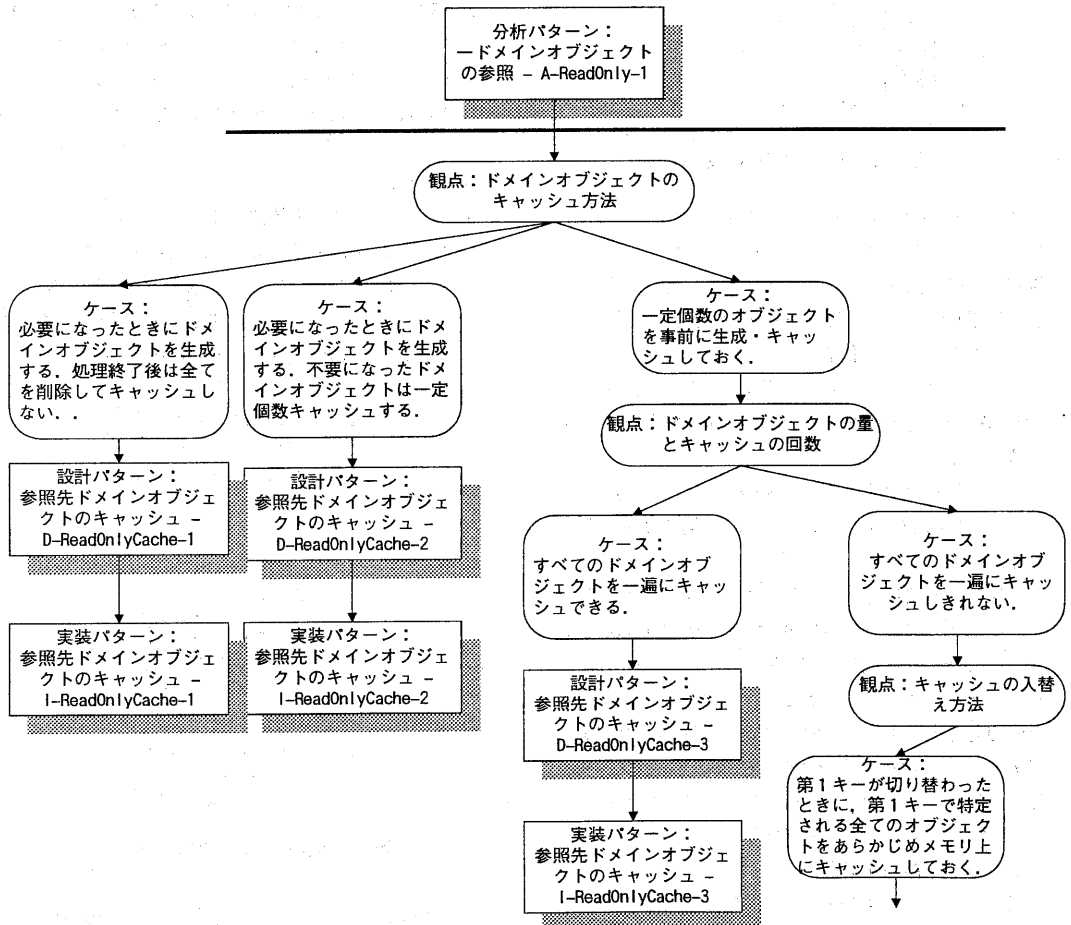 分析パターン：
一ドメインオブジェクト
の参照 － A-ReadOnly-1
観点：ドメインオブジェクトの
キャッシュ方法
ケース：
必要になったときにドメ
インオブジェクトを生成
する．処理終了後は全て
を削除してキャッシュし
ない．．
ケース：
必要になったときにドメ
インオブジェクトを生成
する．不要になったドメ
インオブジェクトは一定
個数キャッシュする．
ケース：
一定個数のオブジェクト
を事前に生成・キャッ
シュしておく．
観点：ドメインオブジェクトの量
とキャッシュの回数
設計パターン：
参照先ドメインオブジェ
クトのキャッシュ －
D-ReadOnlyCache-1
設計パターン：
参照先ドメインオブジェ
クトのキャッシュ －
D-ReadOnlyCache-2
ケース：
すべてのドメインオブ
ジェクトを一遍にキャッ
シュできる．
ケース：
すべてのドメインオブ
ジェクトを一遍にキャッ
シュしきれない．
実装パターン：
参照先ドメインオブジェ
クトのキャッシュ －
I-ReadOnlyCache-1
実装パターン：
参照先ドメインオブジェ
クトのキャッシュ －
I-ReadOnlyCache-2
設計パターン：
参照先ドメインオブジェ
クトのキャッシュ －
D-ReadOnlyCache-3
観点：キャッシュの入替
え方法
ケース：
第１キーが切り替わった
ときに，第１キーで特定
される全てのオブジェク
トをあらかじめメモリ上
にキャッシュしておく．
実装パターン：
参照先ドメインオブジェ
クトのキャッシュ －
I-ReadOnlyCache-3